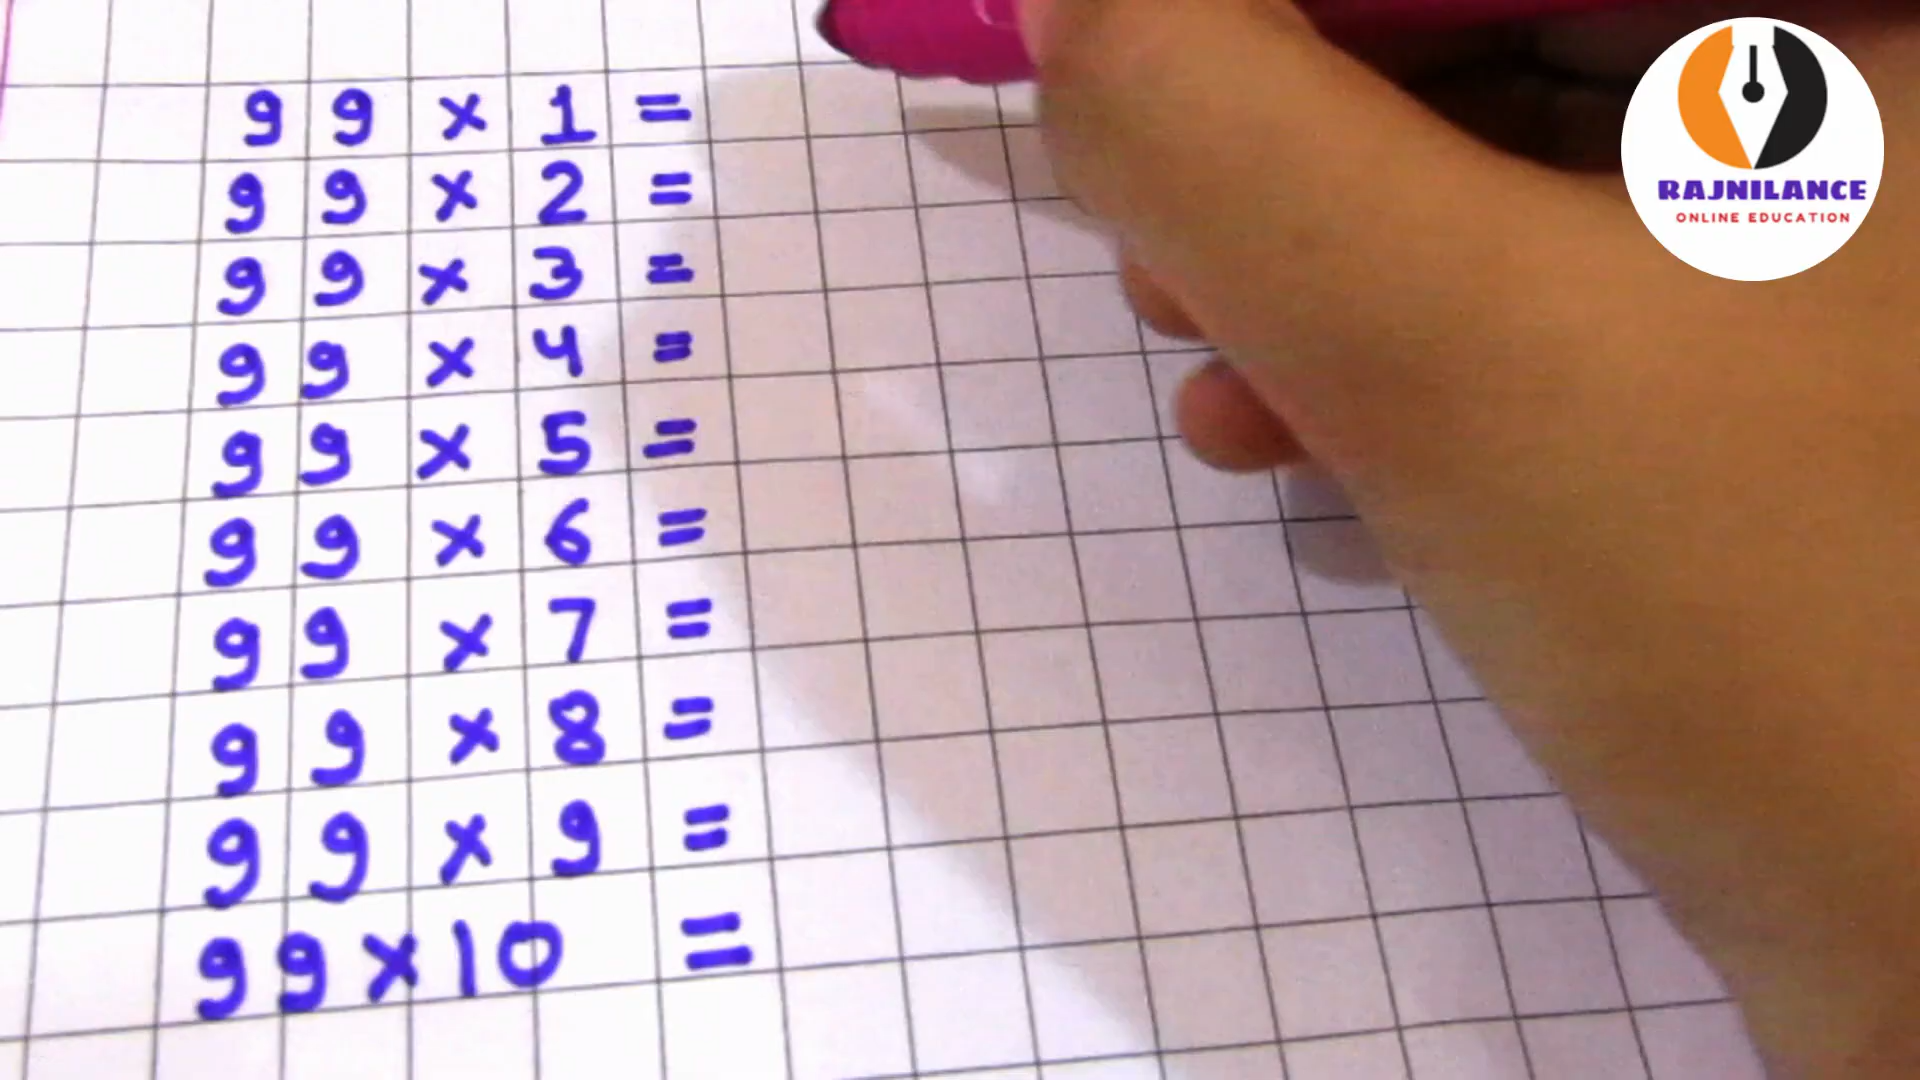 99 × 1 =
99 × 2 =
99 × 3 =
99 × 4 =
99 × 5 =
99 × 6 =
99 × 7 =
99 × 8 =
99 × 9 =
99 × 10 =
RAJNILANCE
ONLINE EDUCATION